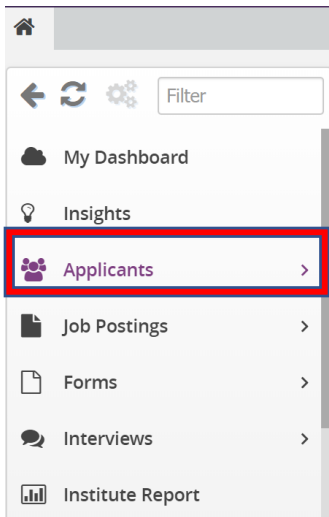 Filter
My Dashboard
Insights
Applicants
Job Postings
Forms
Interviews
Institute Report